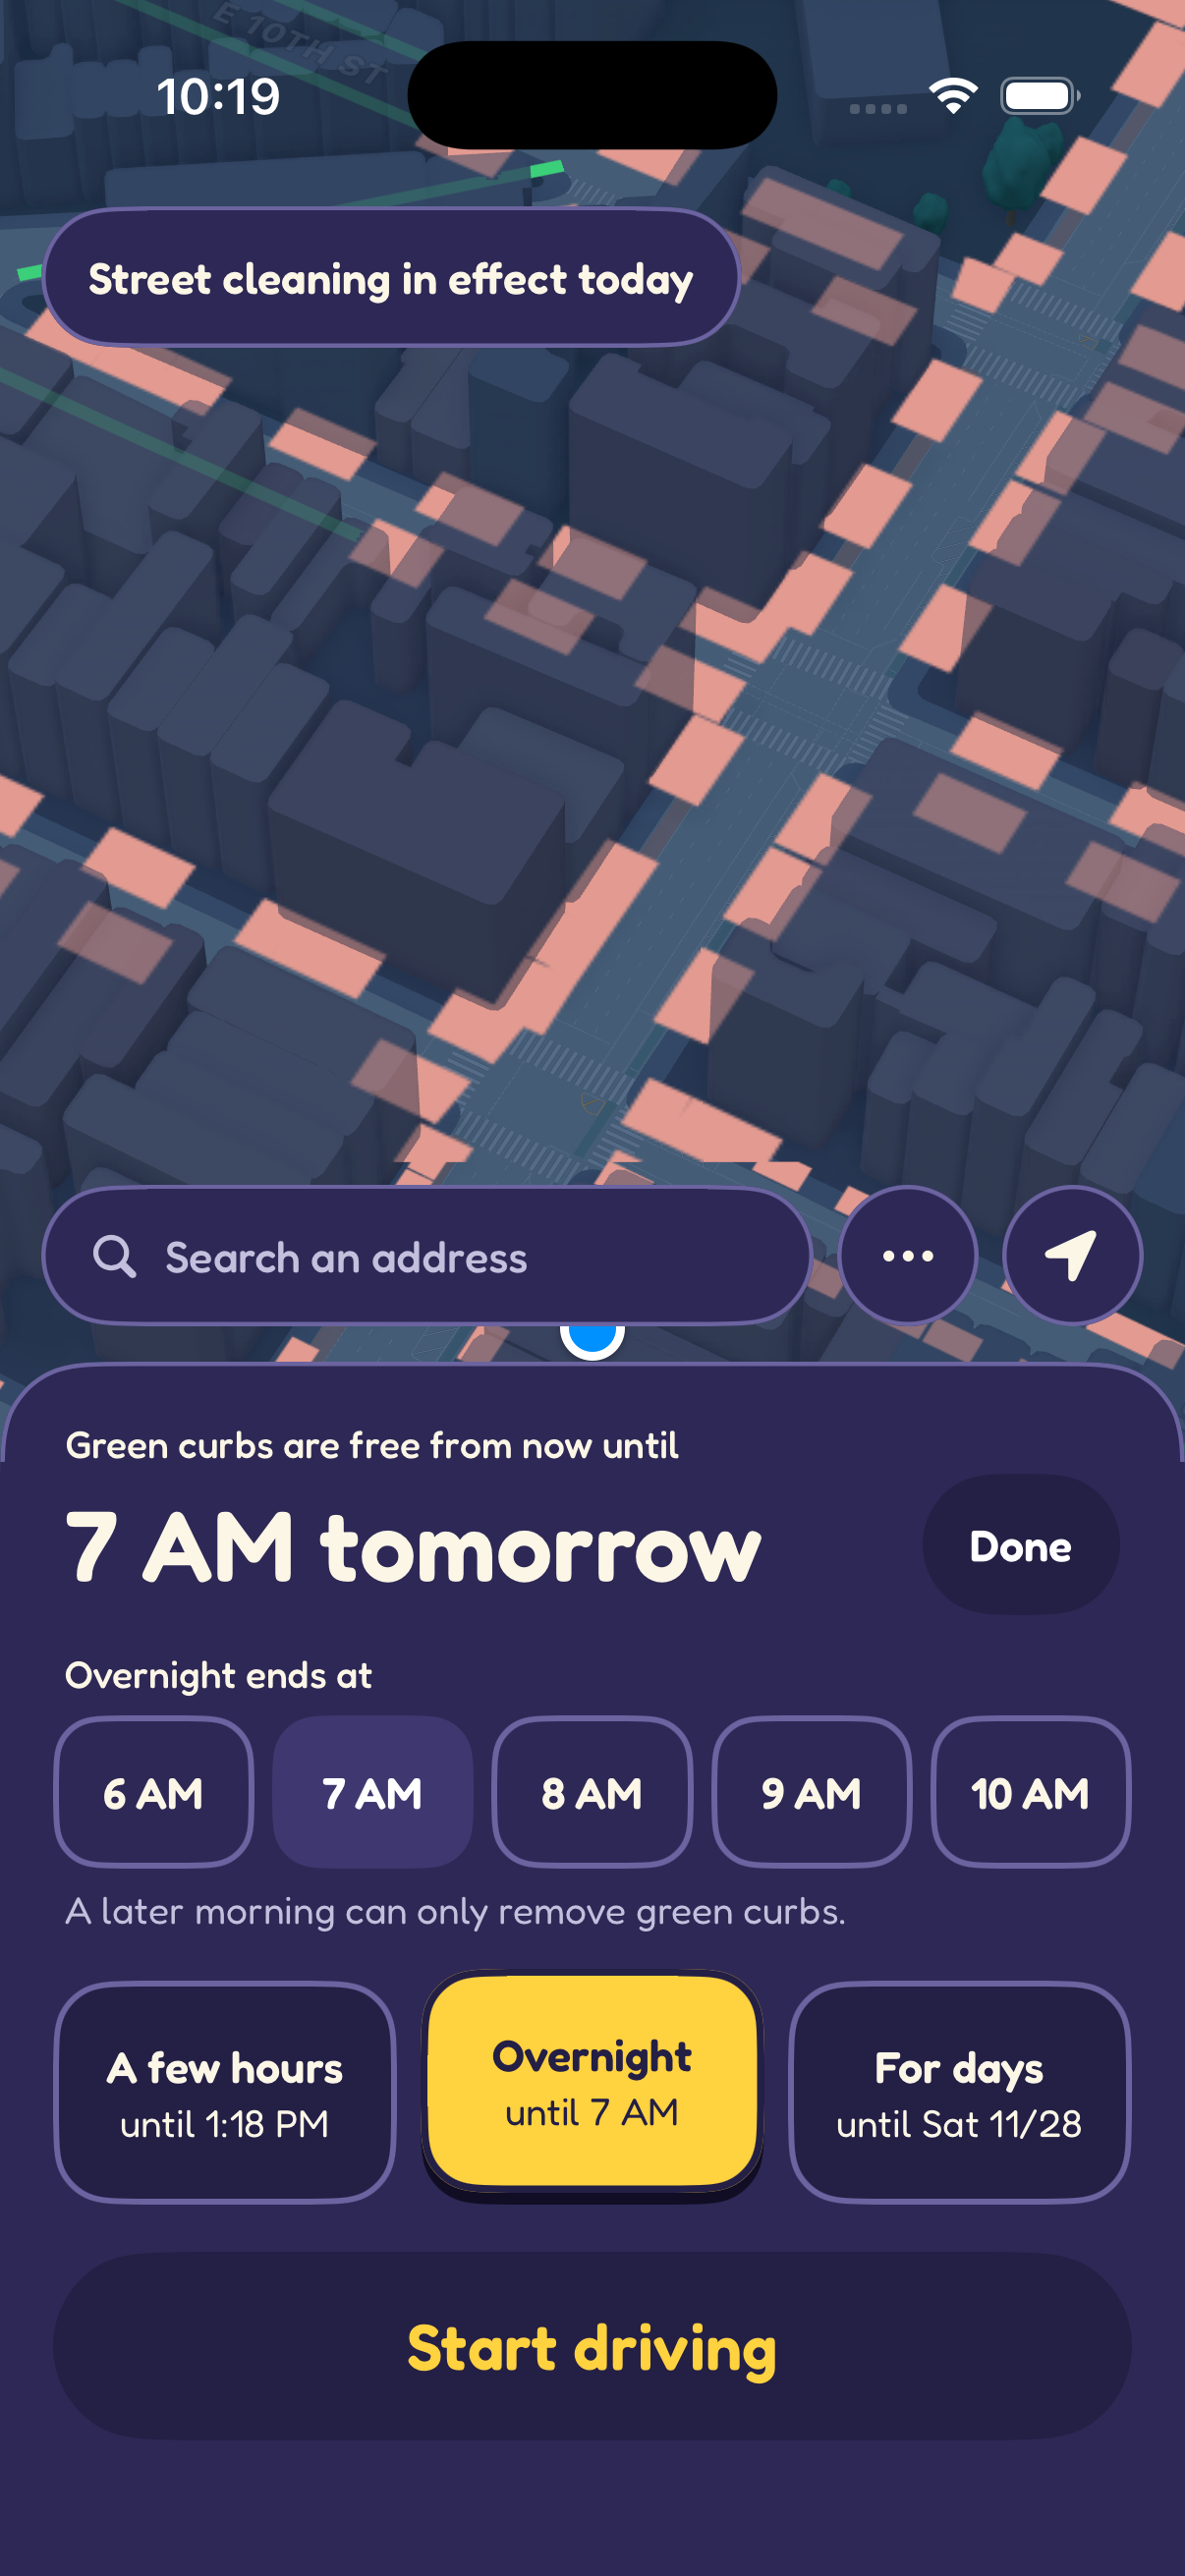 E 10TH ST
10:19
Street cleaning in effect today
Search an address
Green curbs are free from now until
7 AM tomorrow
Done
Overnight ends at
6 AM
7 AM
8 AM
9 AM
10 AM
A later morning can only remove green curbs.
A few hours
until 1:18 PM
Overnight
until 7 AM
For days
until Sat 11/28
Start driving